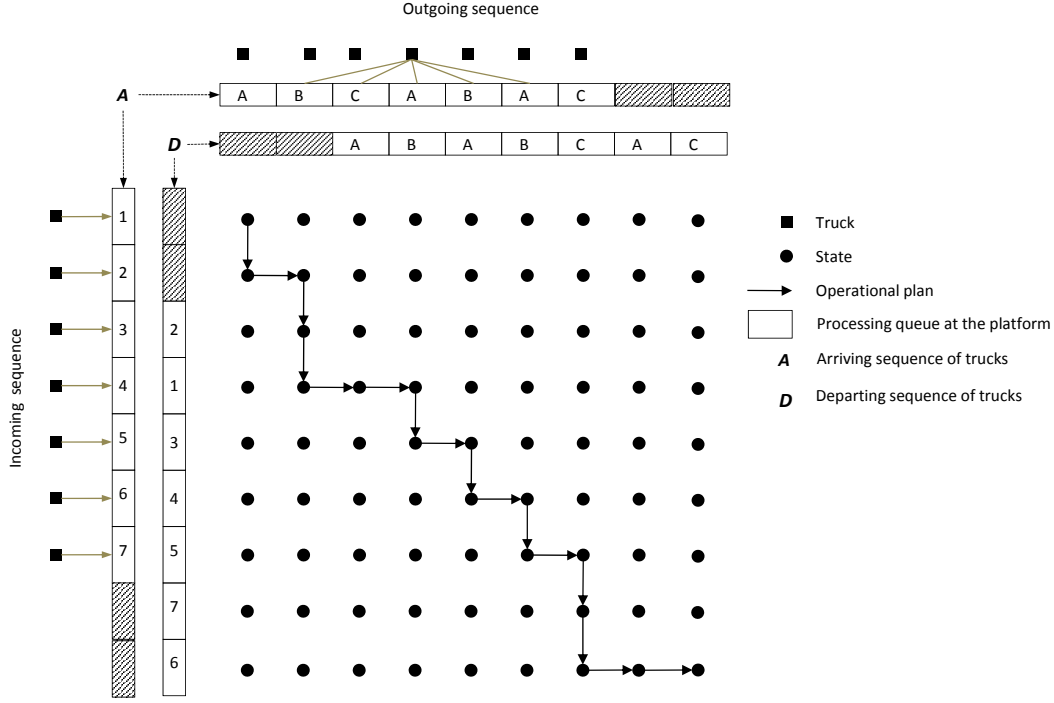 Outgoing sequence
A
A B C A B A C
D
A B A B C A C
Incoming sequence
1
2
3 2
4 1
5 3
6 4
7 5
7
6
Truck
State
Operational plan
Processing queue at the platform
A Arriving sequence of trucks
D Departing sequence of trucks